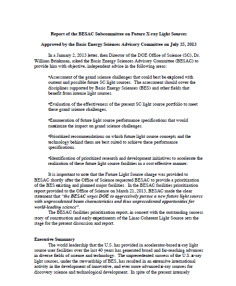 Report of the BESAC Subcommittee on Future X-ray Light Sources
Approved by the Basic Energy Sciences Advisory Committee on July 25, 2013
In a January 2, 2013 letter, then Director of the DOE Office of Science (SC), Dr.
William Brinkman, asked the Basic Energy Sciences Advisory Committee (BESAC) to
provide him with objective, independent advice in the following areas:
•Assessment of the grand science challenges that could best be explored with
current and possible future SC light sources. The assessment should cover the
disciplines supported by Basic Energy Sciences (BES) and other fields that
benefit from intense light sources.
•Evaluation of the effectiveness of the present SC light source portfolio to meet
these grand science challenges.
•Enumeration of future light source performance specifications that would
maximize the impact on grand science challenges.
•Prioritized recommendations on which future light source concepts and the
technology behind them are best suited to achieve these performance
specifications.
•Identification of prioritized research and development initiatives to accelerate the
realization of these future light source facilities in a cost effective manner.
It is important to note that the Future Light Source charge was provided to
BESAC shortly after the Office of Science requested BESAC to provide a prioritization
of the BES existing and planned major facilities. In the BESAC facilities prioritization
report provided to the Office of Science on March 21, 2013, BESAC made the clear
statement that "the BESAC urges DOE to aggressively pursue a new future light source
with unprecedented beam characteristics and thus unprecedented opportunities for
world-leading science".
The BESAC facilities prioritization report, in concert with the outstanding success
story of construction and early experiments of the Linac Coherent Light Source sets the
stage for the present discussion and report.
Executive Summary
The world leadership that the U.S. has provided in accelerator-based x-ray light
source user facilities over the last ~40 years has generated broad and far-reaching advances
in diverse fields of science and technology. The unprecedented success of the U.S. x-ray
light sources, under the stewardship of BES, has resulted in an extensive international
activity in the development of innovative, and even more advanced x-ray sources for
discovery science and technological development. In spite of the present intensely